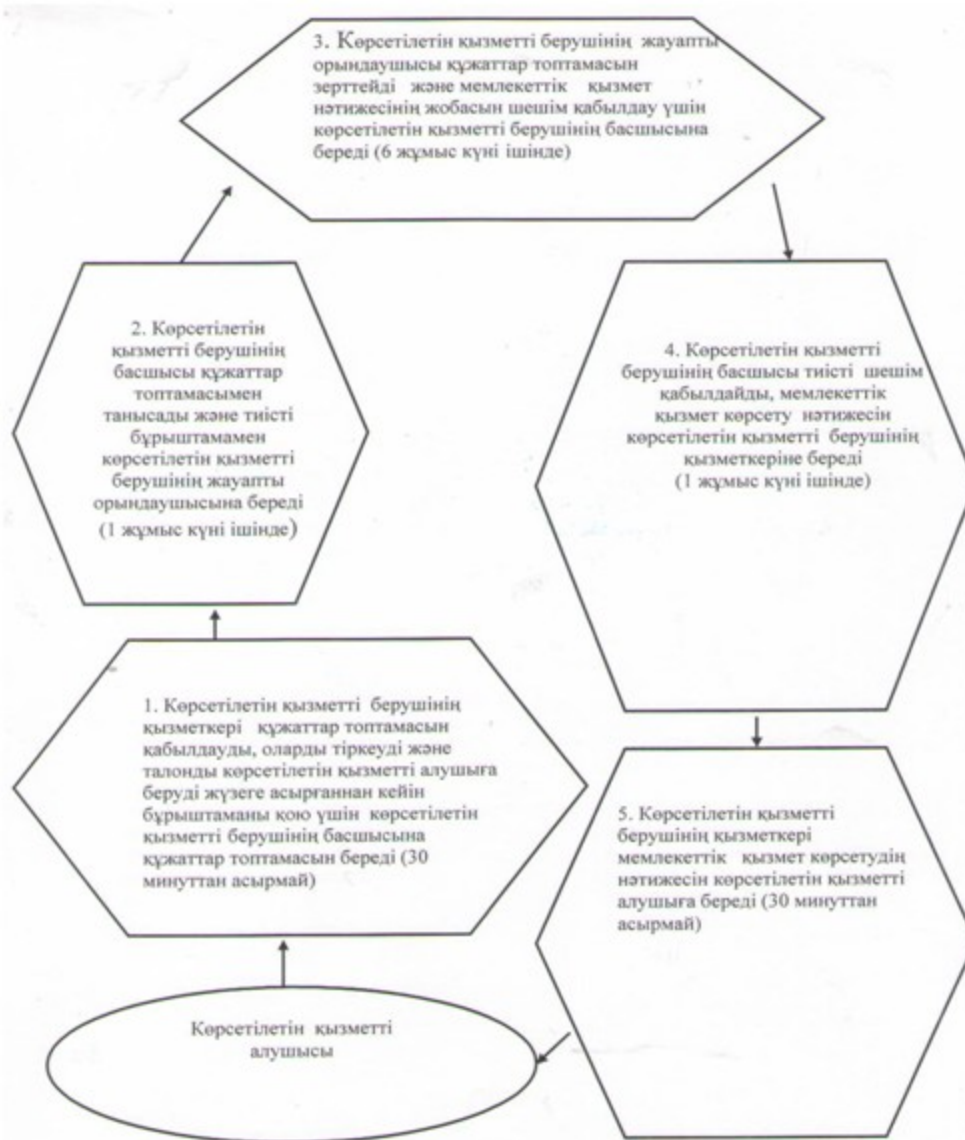 3. Көрсетілетін қызметті берушінің жауапты
орындаушысы құжаттар топтамасын
зерттейді және мемлекеттік қызмет
нәтижесінің жобасын шешім қабылдау үшін
көрсетілетін қызметті берушінің басшысына
береді (6 жұмыс күні ішінде)
2. Көрсетілетін
қызметті берушінің
басшысы құжаттар
топтамасымен
танысады және тиісті
бұрыштамамен
көрсетілетін қызметті
берушінің жауапты
орындаушысына береді
(1 жұмыс күні ішінде)
4. Көрсетілетін қызметті
берушінің басшысы тиісті шешім
қабылдайды, мемлекеттік
қызмет көрсету нәтижесін
көрсетілетін қызметті берушінің
қызметкеріне береді
(1 жұмыс күні ішінде)
1. Көрсетілетін қызметті берушінің
қызметкері құжаттар топтамасын
қабылдауды, оларды тіркеуді және
талонды көрсетілетін қызметті алушыға
беруді жүзеге асырғаннан кейін
бұрыштаманы қою үшін көрсетілетін
қызметті берушінің басшысына
құжаттар топтамасын береді (30
минуттан асырмай)
5. Көрсетілетін қызметті
берушінің қызметкері
мемлекеттік қызмет көрсетудің
нәтижесін көрсетілетін қызметті
алушыға береді (30 минуттан
асырмай)
Көрсетілетін қызметті
алушысы